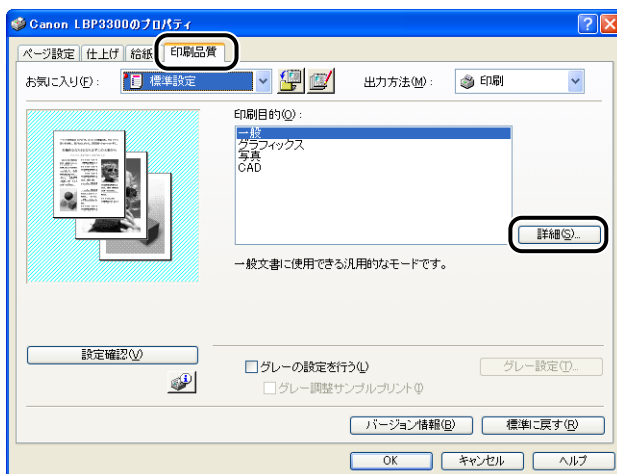 Canon LBP3300のプロパティ
ページ設定 仕上げ 給紙 印刷品質
お気に入り(F): 標準設定 出力方法(M): 印刷
印刷目的(O):
一般
グラフィックス
写真
CAD
詳細(S)...
一般文書に使用できる汎用的なモードです。
設定確認(V)
グレーの設定を行う(L) グレー設定(T)...
グレー調整サンプルプリント(I)
バージョン情報(B) 標準に戻す(R)
OK キャンセル ヘルプ